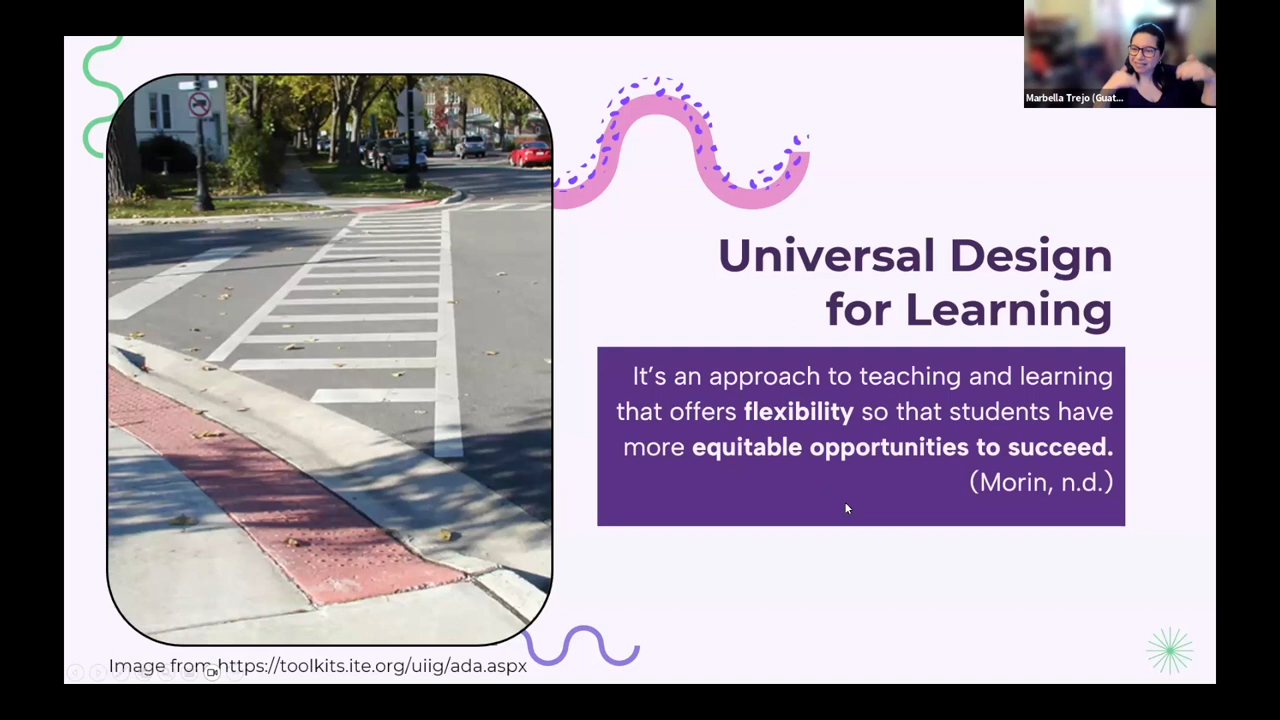 Marbella Trejo (Guat...
Universal Design
for Learning
It's an approach to teaching and learning
that offers flexibility so that students have
more equitable opportunities to succeed.
(Morin, n.d.)
Image from https://toolkits.ite.org/uiig/ada.aspx